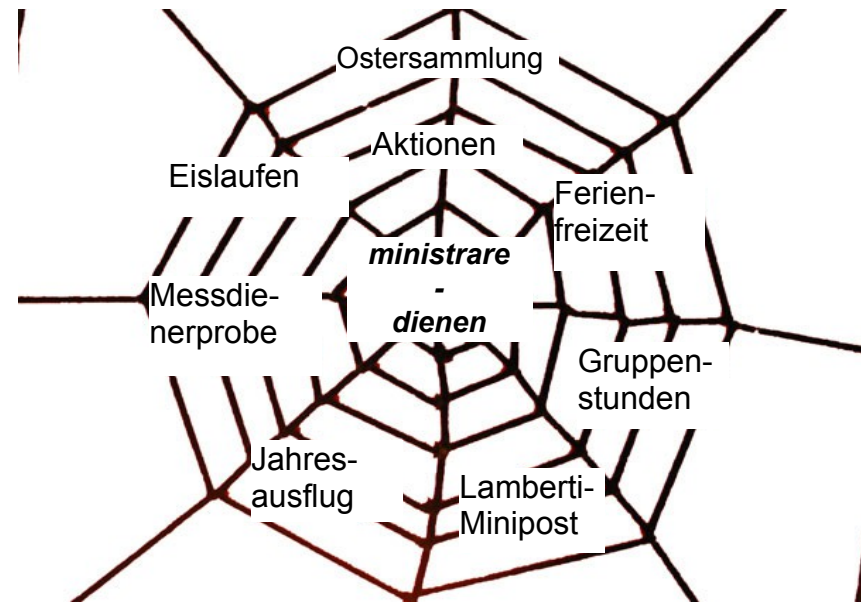 Ostersammlung
Aktionen
Eislaufen
Ferien-
freizeit
ministrare
-
dienen
Messdie-
nerprobe
Gruppen-
stunden
Jahres-
ausflug
Lamberti-
Minipost